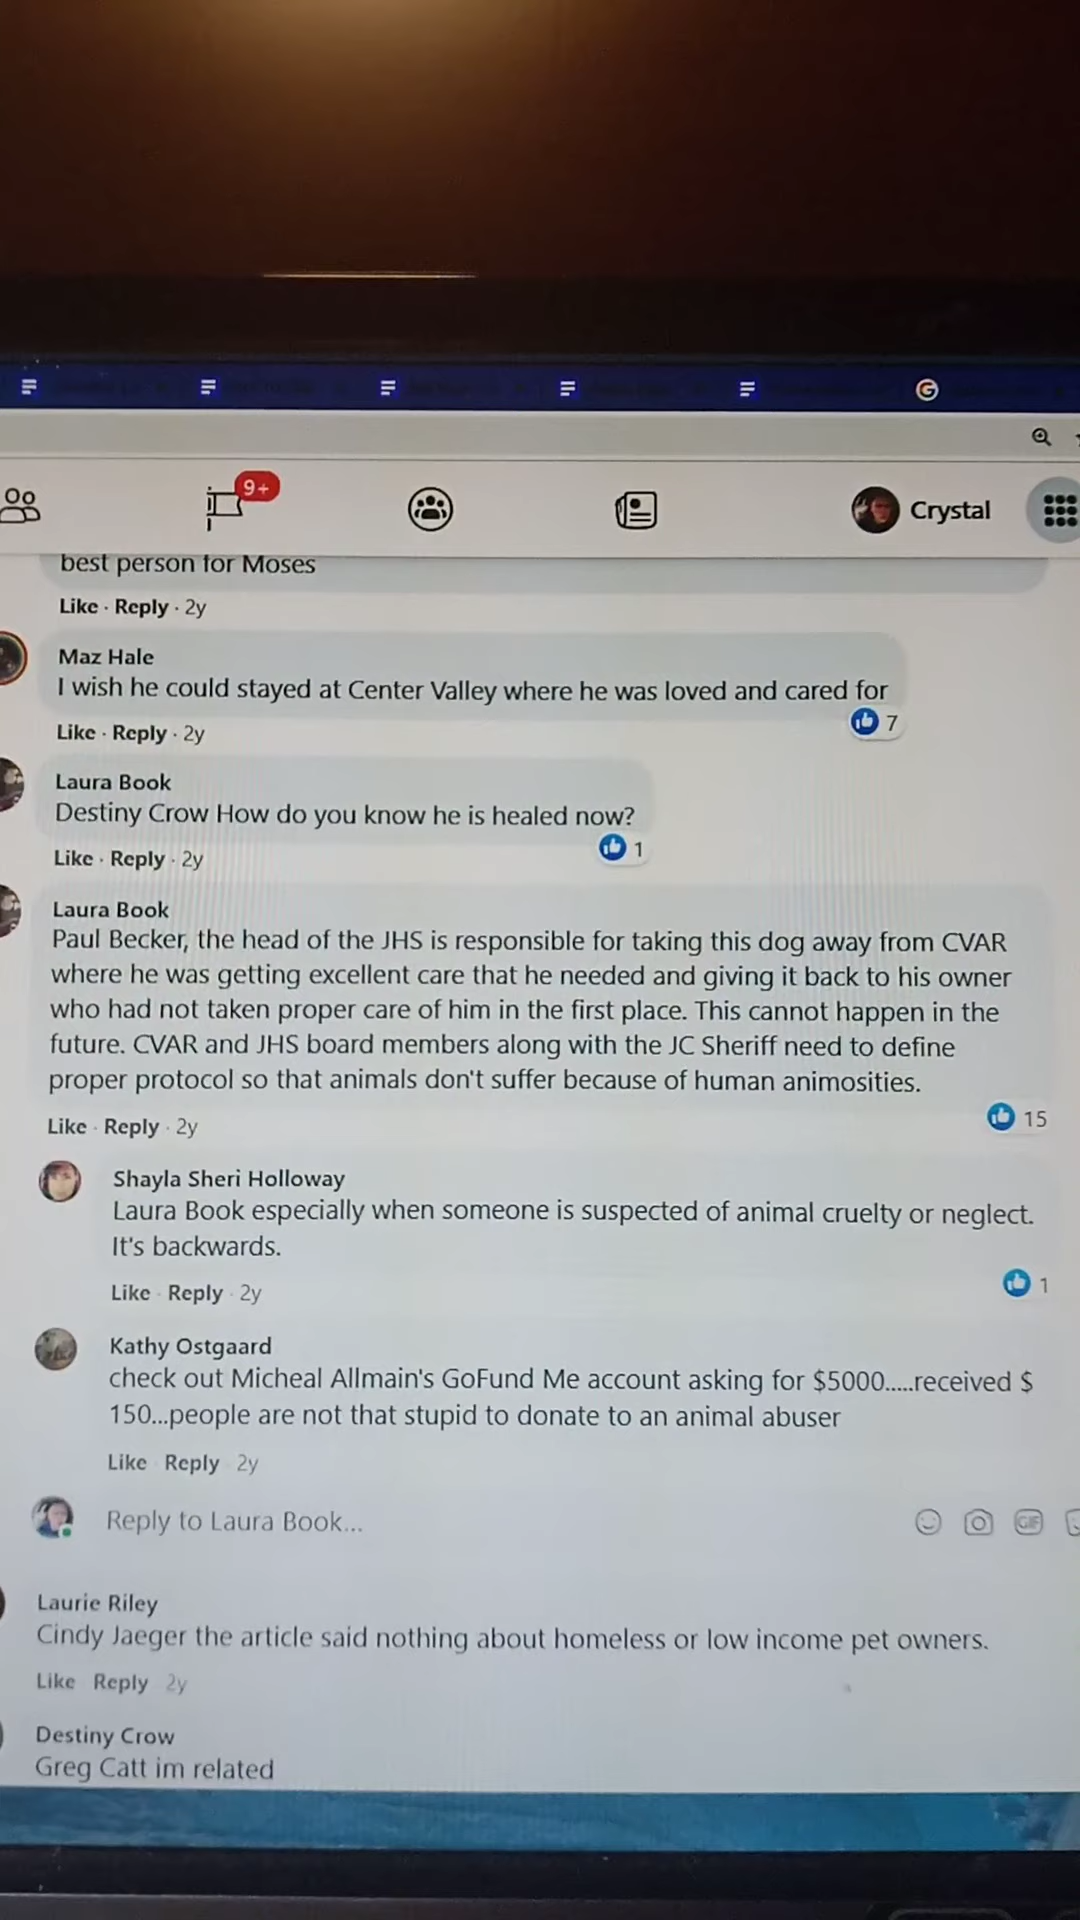 9+
Crystal
best person for Moses
Like · Reply · 2y
Maz Hale
I wish he could stayed at Center Valley where he was loved and cared for
7
Like · Reply · 2y
Laura Book
Destiny Crow How do you know he is healed now?
1
Like · Reply · 2y
Laura Book
Paul Becker, the head of the JHS is responsible for taking this dog away from CVAR
where he was getting excellent care that he needed and giving it back to his owner
who had not taken proper care of him in the first place. This cannot happen in the
future. CVAR and JHS board members along with the JC Sheriff need to define
proper protocol so that animals don't suffer because of human animosities.
15
Like · Reply · 2y
Shayla Sheri Holloway
Laura Book especially when someone is suspected of animal cruelty or neglect.
It's backwards.
1
Like · Reply · 2y
Kathy Ostgaard
check out Micheal Allmain's GoFund Me account asking for $5000.....received $
150...people are not that stupid to donate to an animal abuser
Like Reply 2y
Reply to Laura Book...
GIF
Laurie Riley
Cindy Jaeger the article said nothing about homeless or low income pet owners.
Like Reply 2y
Destiny Crow
Greg Catt im related